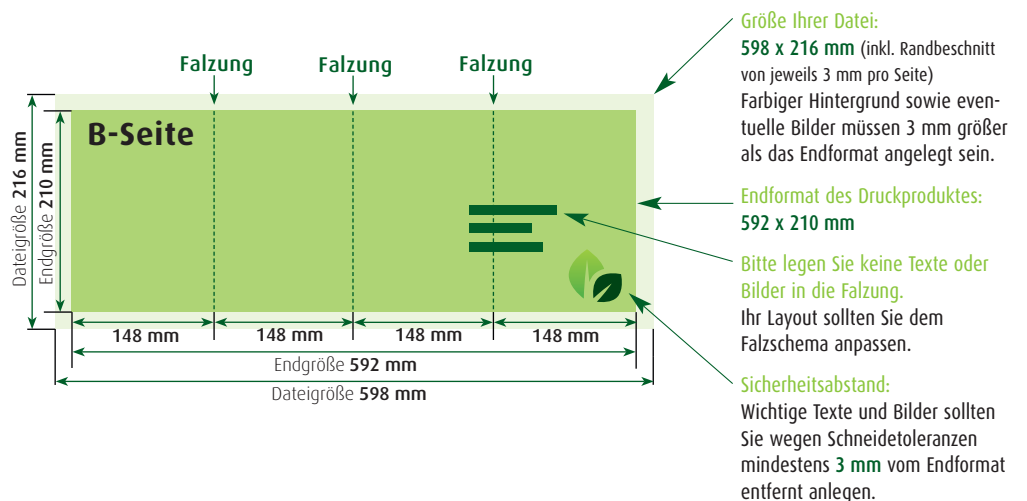 Falzung
Falzung
Falzung
B-Seite
Dateigröße 216 mm
Endgröße 210 mm
148 mm
148 mm
148 mm
148 mm
Endgröße 592 mm
Dateigröße 598 mm
Größe Ihrer Datei:
598 x 216 mm (inkl. Randbeschnitt
von jeweils 3 mm pro Seite)
Farbiger Hintergrund sowie even-
tuelle Bilder müssen 3 mm größer
als das Endformat angelegt sein.
Endformat des Druckproduktes:
592 x 210 mm
Bitte legen Sie keine Texte oder
Bilder in die Falzung.
Ihr Layout sollten Sie dem
Falzschema anpassen.
Sicherheitsabstand:
Wichtige Texte und Bilder sollten
Sie wegen Schneidetoleranzen
mindestens 3 mm vom Endformat
entfernt anlegen.